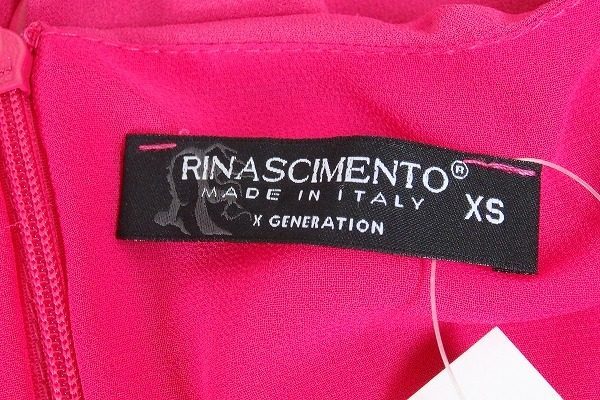 RINASCIMENTO®
MADE IN ITALY
X GENERATION
XS